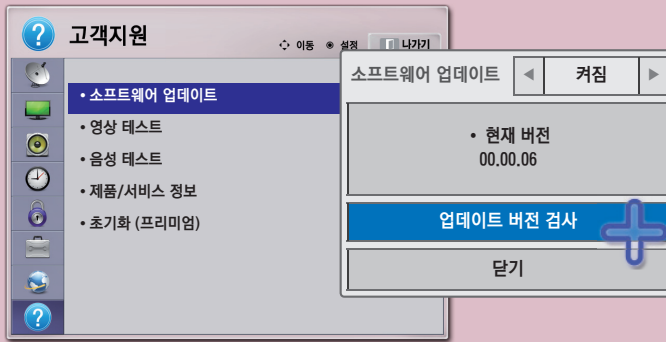 고객지원
이동 설정 나가기
• 소프트웨어 업데이트
• 영상 테스트
• 음성 테스트
• 제품/서비스 정보
• 초기화 (프리미엄)
소프트웨어 업데이트 ◀ 켜짐 ▶
• 현재 버전
00.00.06
업데이트 버전 검사
닫기